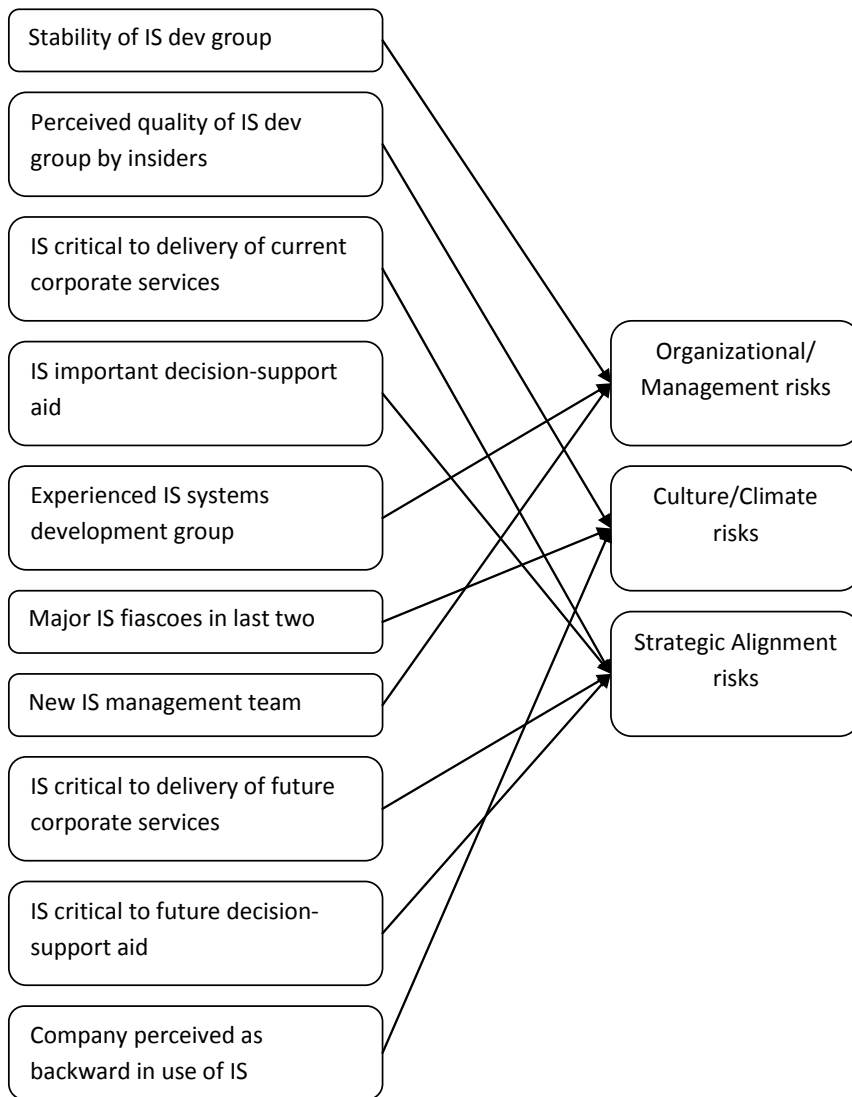 Stability of IS dev group
Perceived quality of IS dev
group by insiders
IS critical to delivery of current
corporate services
IS important decision-support
aid
Experienced IS systems
development group
Major IS fiascoes in last two
New IS management team
IS critical to delivery of future
corporate services
IS critical to future decision-
support aid
Company perceived as
backward in use of IS
Organizational/
Management risks
Culture/Climate
risks
Strategic Alignment
risks